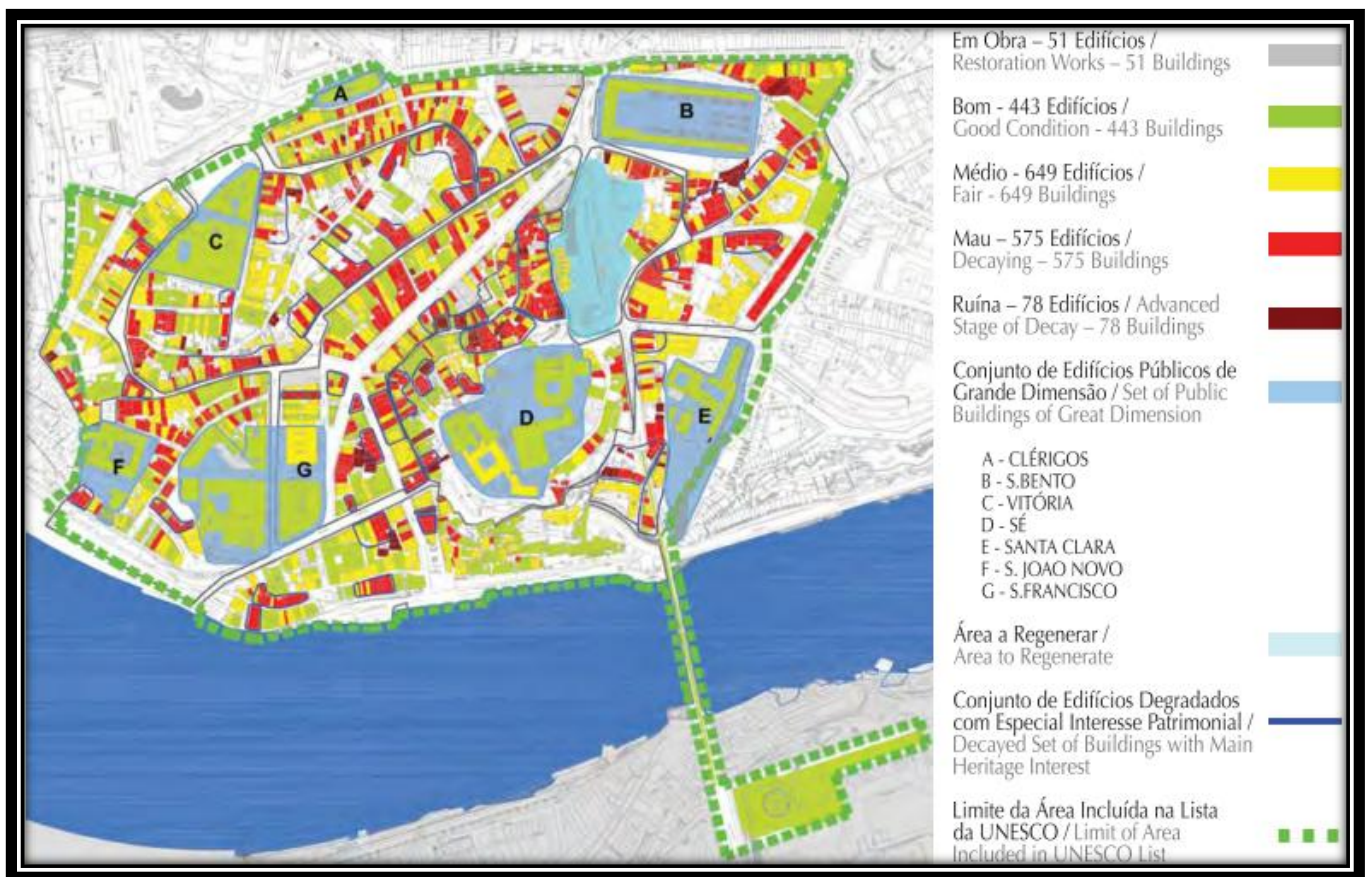 A
B
C
D
E
F
G
Em Obra – 51 Edifícios /
Restoration Works – 51 Buildings
Bom - 443 Edifícios /
Good Condition - 443 Buildings
Médio - 649 Edifícios /
Fair - 649 Buildings
Mau – 575 Edifícios /
Decaying – 575 Buildings
Ruína – 78 Edifícios / Advanced
Stage of Decay – 78 Buildings
Conjunto de Edifícios Públicos de
Grande Dimensão / Set of Public
Buildings of Great Dimension
A - CLÉRIGOS
B - S.BENTO
C - VITÓRIA
D - SÉ
E - SANTA CLARA
F - S. JOAO NOVO
G - S.FRANCISCO
Área a Regenerar /
Area to Regenerate
Conjunto de Edifícios Degradados
com Especial Interesse Patrimonial /
Decayed Set of Buildings with Main
Heritage Interest
Limite da Área Incluída na Lista
da UNESCO / Limit of Area
Included in UNESCO List